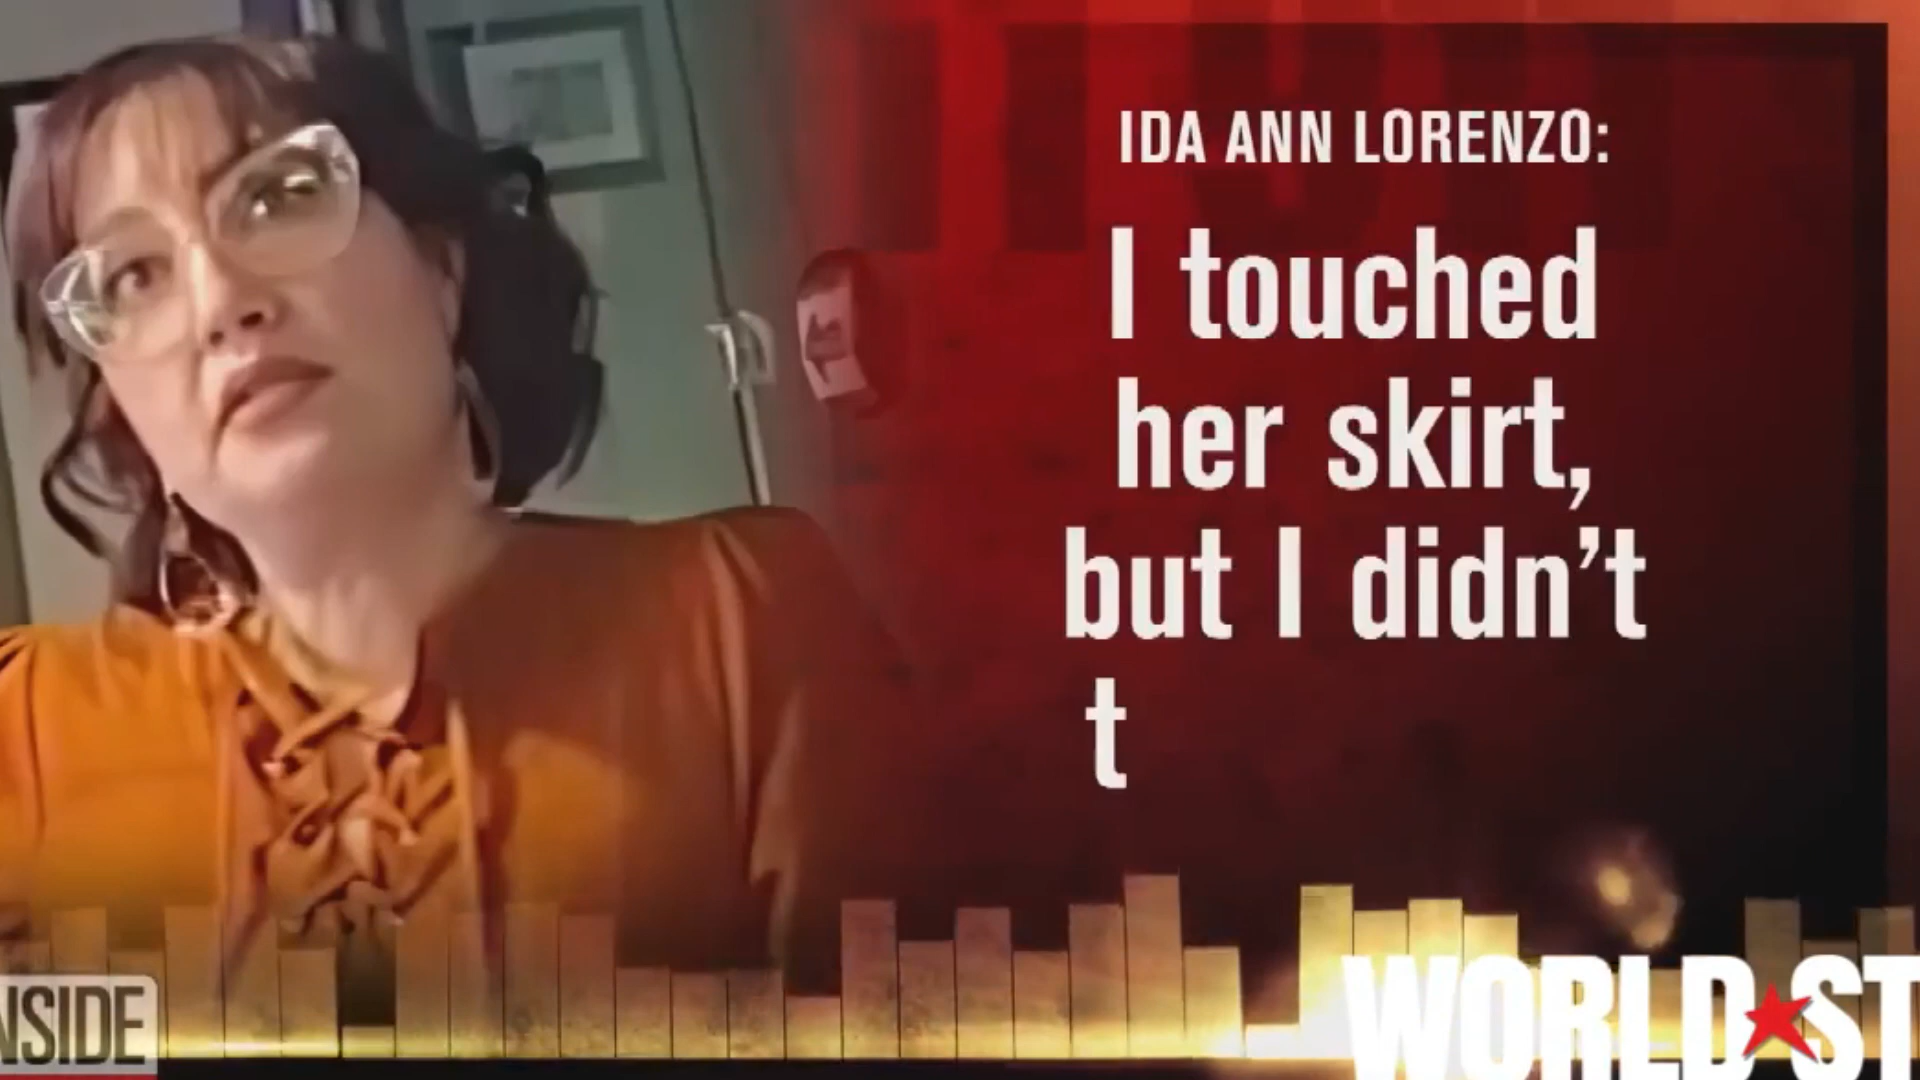 IDA ANN LORENZO:
I touched
her skirt,
but I didn't
t
NSIDE
WORLD★ST